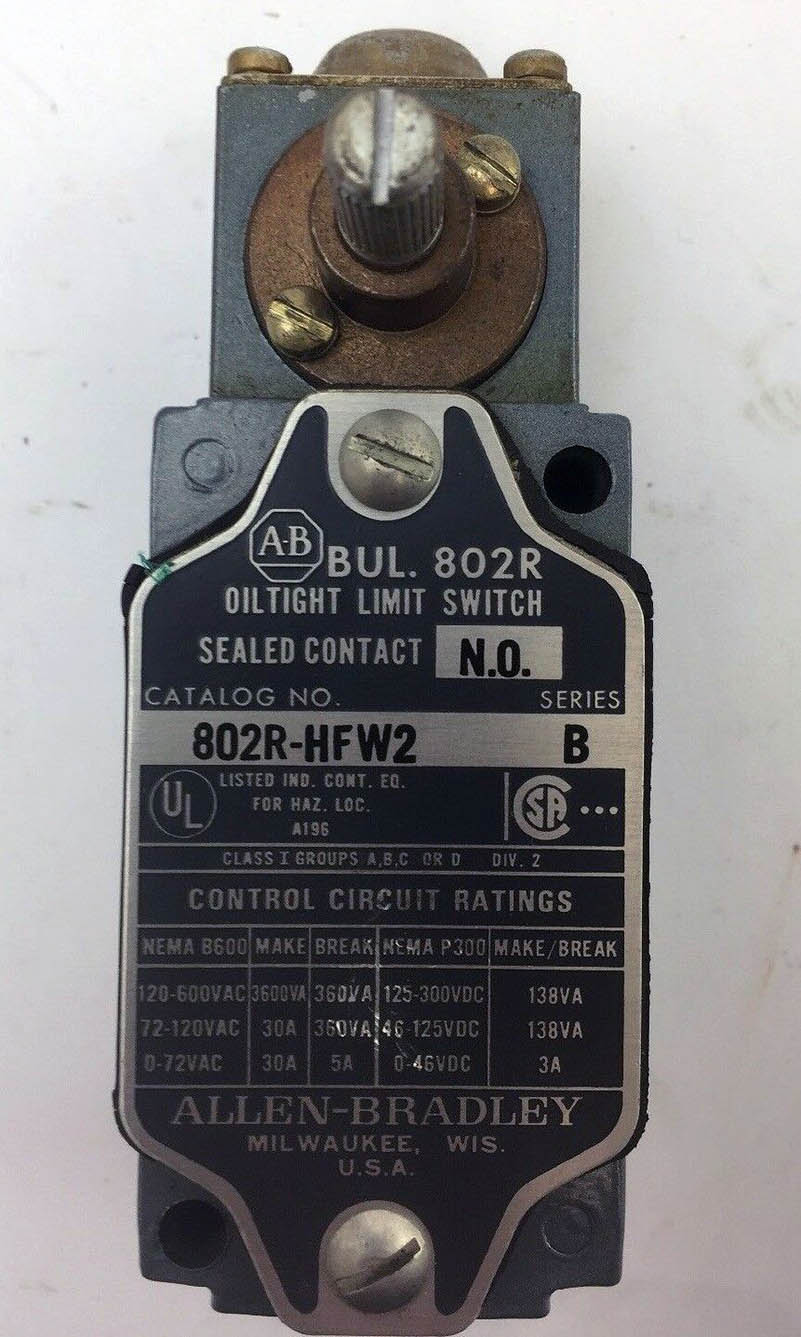 A-B BUL. 802R
OILTIGHT LIMIT SWITCH
SEALED CONTACT N.O.
CATALOG NO. SERIES
802R-HFW2 B
UL LISTED IND. CONT. EQ. SA
FOR HAZ. LOC.
A196
CLASS I GROUPS A,B,C OR D DIV. 2
CONTROL CIRCUIT RATINGS
NEMA B600 MAKE BREAK NEMA P300 MAKE/BREAK
120-600VAC 3600VA 360VA 125-300VDC 138VA
72-120VAC 30A 360VA 46-125VDC 138VA
0-72VAC 30A 5A 0-46VDC 3A
ALLEN-BRADLEY
MILWAUKEE, WIS.
U.S.A.